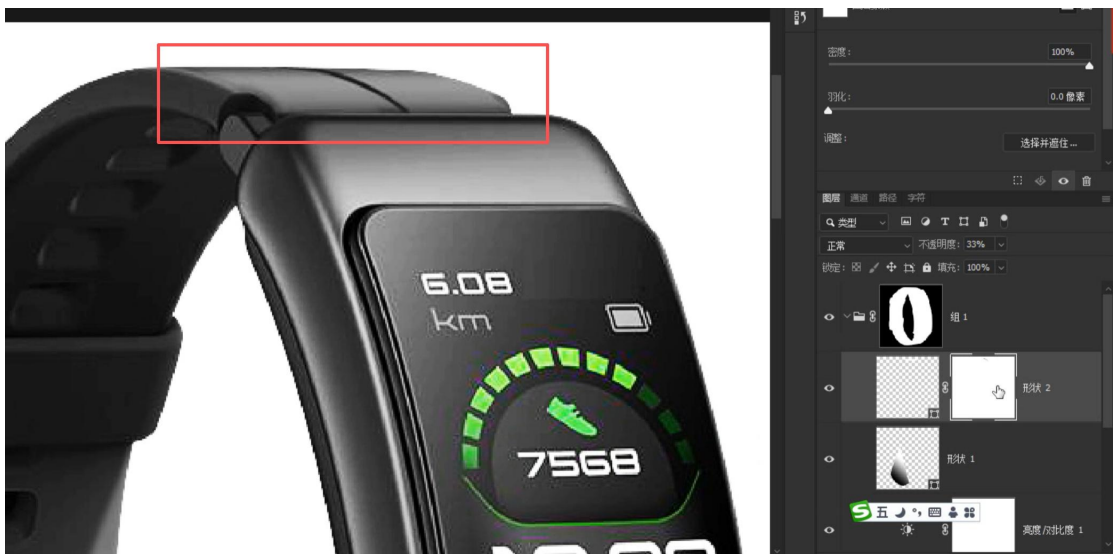 密度:
100%
羽化:
0.0 像素
调整:
选择并遮住...
图层 通道 路径 字符
类型
T
正常
不透明度: 33%
锁定:
填充: 100%
组 1
形状 2
形状 1
S 五
亮度/对比度 1
6.08
km
7568